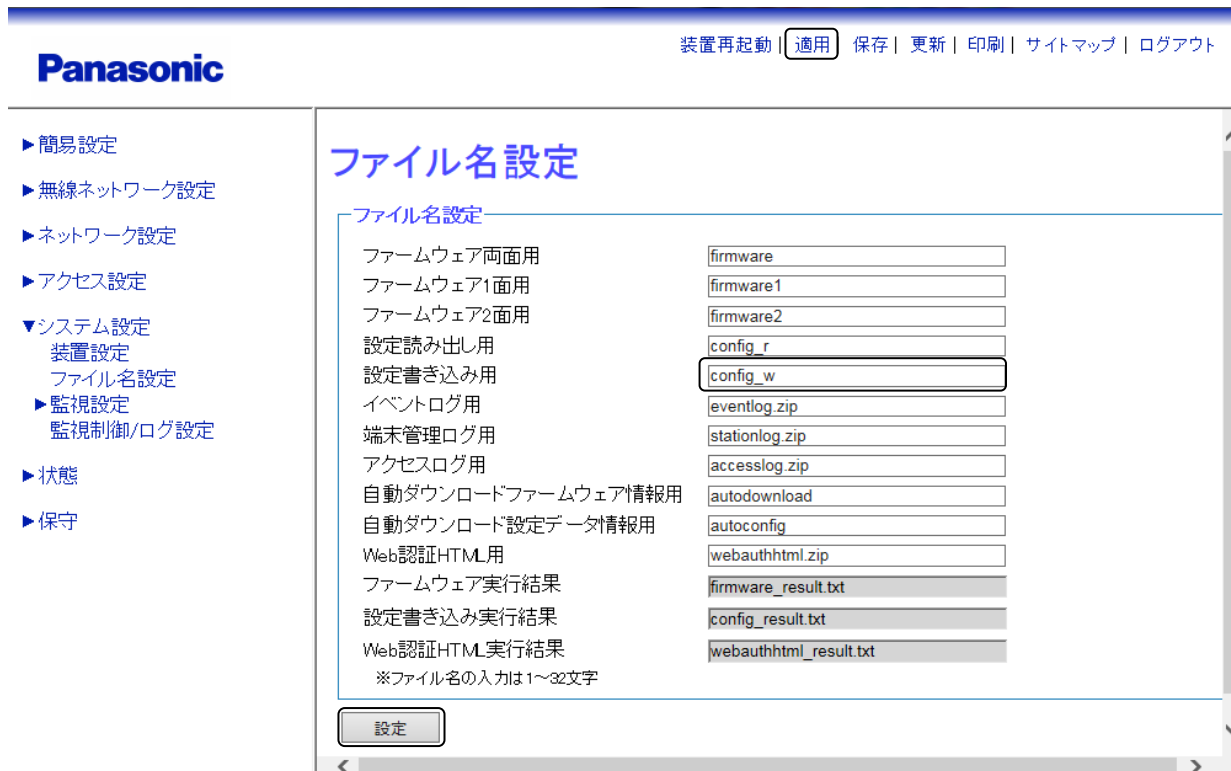 装置再起動 | 適用 保存 | 更新 | 印刷 | サイトマップ | ログアウト
Panasonic
►簡易設定
►無線ネットワーク設定
►ネットワーク設定
►アクセス設定
▼システム設定
装置設定
ファイル名設定
►監視設定
監視制御/ログ設定
►状態
►保守
ファイル名設定
ファイル名設定
ファームウェア両面用 firmware
ファームウェア1面用 firmware1
ファームウェア2面用 firmware2
設定読み出し用 config_r
設定書き込み用 config_w
イベントログ用 eventlog.zip
端末管理ログ用 stationlog.zip
アクセスログ用 accesslog.zip
自動ダウンロードファームウェア情報用 autodownload
自動ダウンロード設定データ情報用 autoconfig
Web認証HTML用 webauthhtml.zip
ファームウェア実行結果 firmware_result.txt
設定書き込み実行結果 config_result.txt
Web認証HTML実行結果 webauthhtml_result.txt
※ファイル名の入力は1～32文字
設定